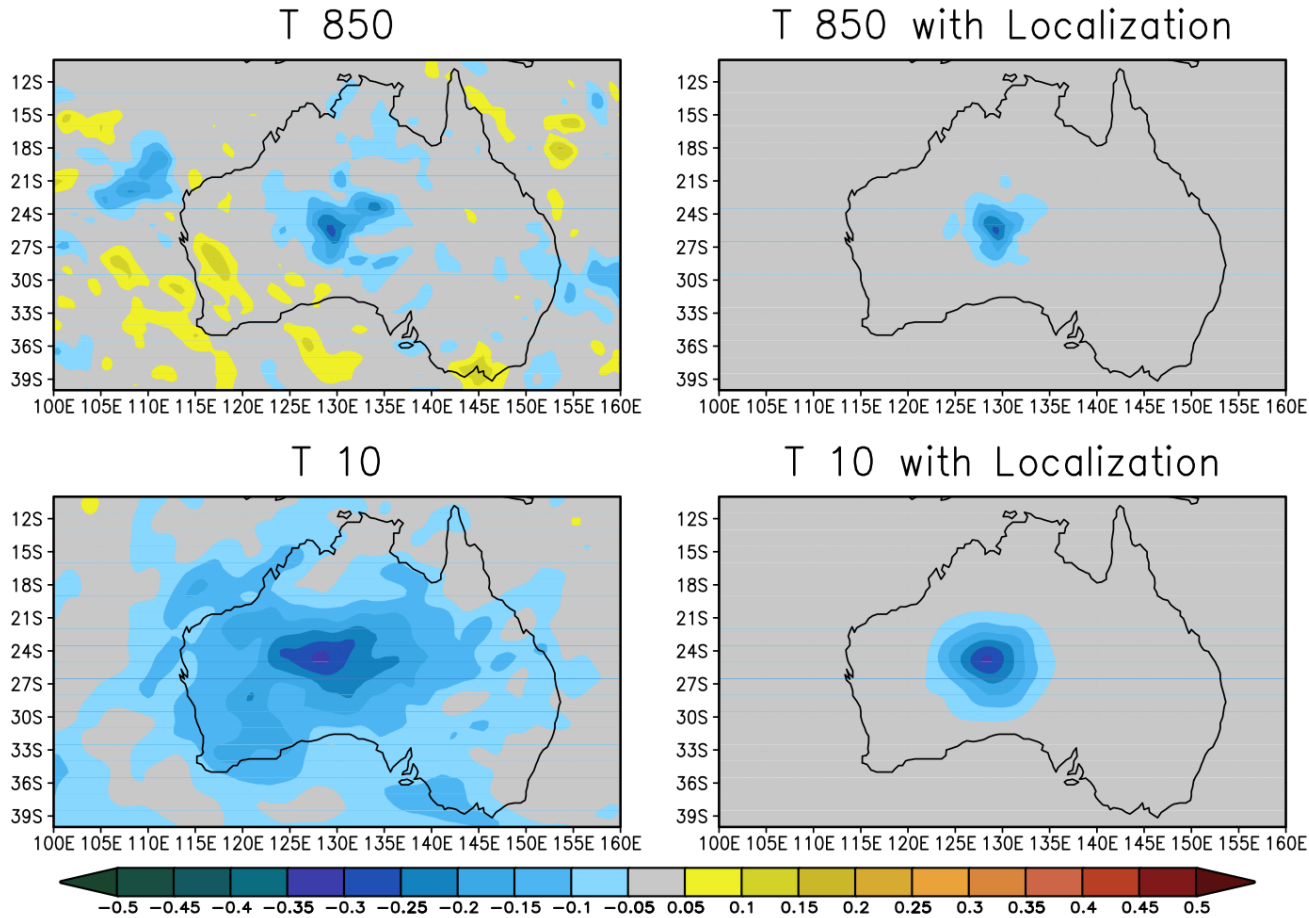 T 850
T 850 with Localization
12S
15S
18S
21S
24S
27S
30S
33S
36S
39S
100E 105E 110E 115E 120E 125E 130E 135E 140E 145E 150E 155E 160E
12S
15S
18S
21S
24S
27S
30S
33S
36S
39S
100E 105E 110E 115E 120E 125E 130E 135E 140E 145E 150E 155E 160E
T 10
T 10 with Localization
12S
15S
18S
21S
24S
27S
30S
33S
36S
39S
100E 105E 110E 115E 120E 125E 130E 135E 140E 145E 150E 155E 160E
12S
15S
18S
21S
24S
27S
30S
33S
36S
39S
100E 105E 110E 115E 120E 125E 130E 135E 140E 145E 150E 155E 160E
−0.5 −0.45 −0.4 −0.35 −0.3 −0.25 −0.2 −0.15 −0.1 −0.05 0.05 0.1 0.15 0.2 0.25 0.3 0.35 0.4 0.45 0.5